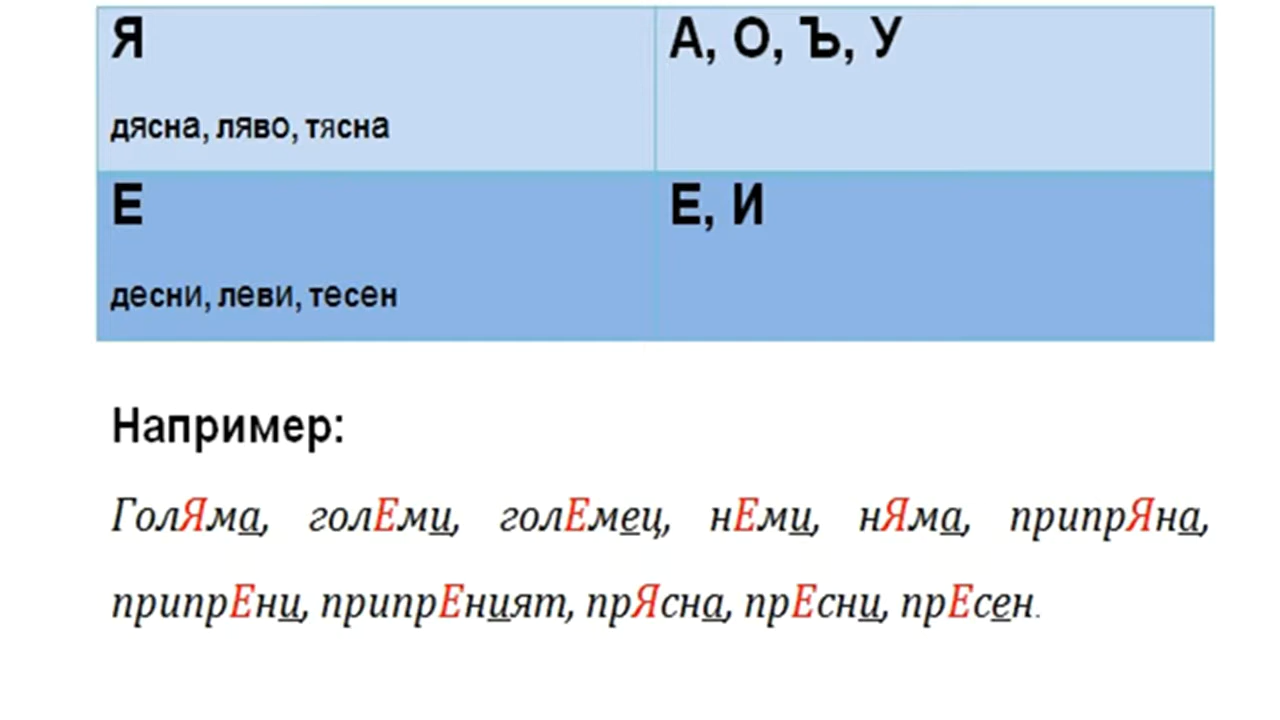 Я
А, О, Ъ, У
дясна, ляво, тясна
Е
Е, И
десни, леви, тесен
Например:
ГолЯма, голЕми, голЕмец, нЕми, нЯма, припрЯна,
припрЕни, припрЕният, прЯсна, прЕсни, прЕсен.